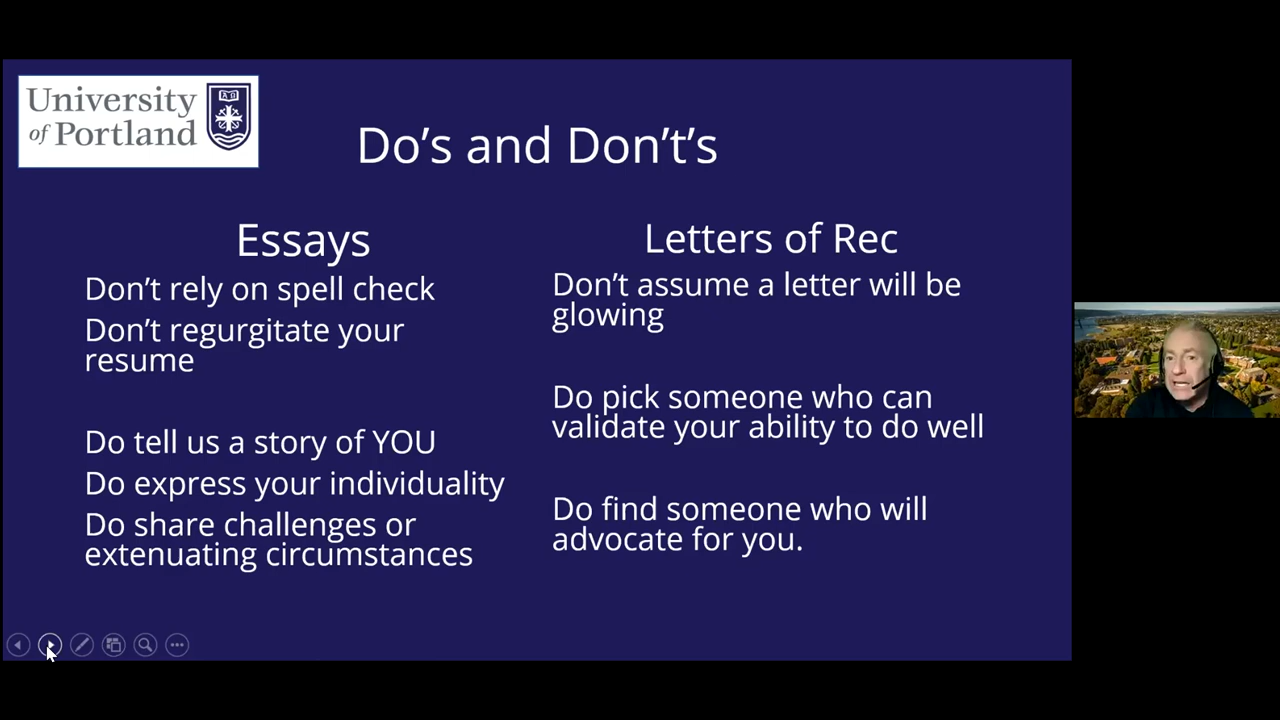 University
of Portland
Do's and Don't's
Essays
Don't rely on spell check
Don't regurgitate your
resume
Do tell us a story of YOU
Do express your individuality
Do share challenges or
extenuating circumstances
Letters of Rec
Don't assume a letter will be
glowing
Do pick someone who can
validate your ability to do well
Do find someone who will
advocate for you.